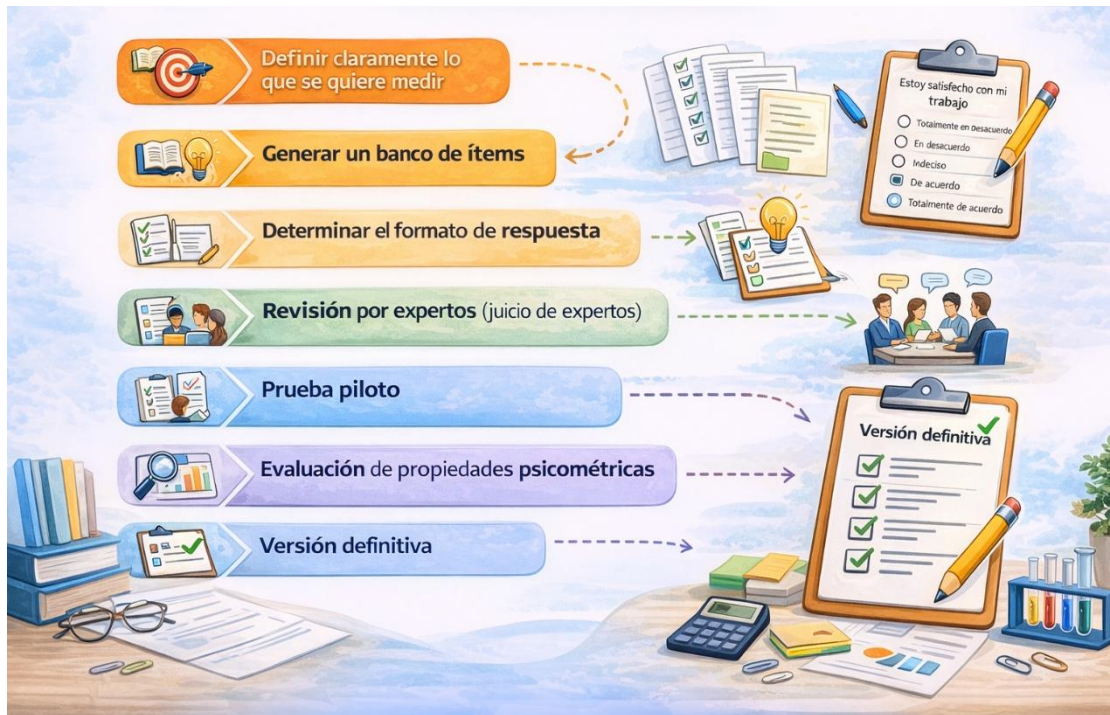 Definir claramente lo
que se quiere medir
Generar un banco de ítems
Determinar el formato de respuesta
Revisión por expertos (juicio de expertos)
Prueba piloto
Evaluación de propiedades psicométricas
Versión definitiva
Estoy satisfecho con mi
trabajo
Totalmente en desacuerdo
En desacuerdo
Indeciso
De acuerdo
Totalmente de acuerdo
Versión definitiva